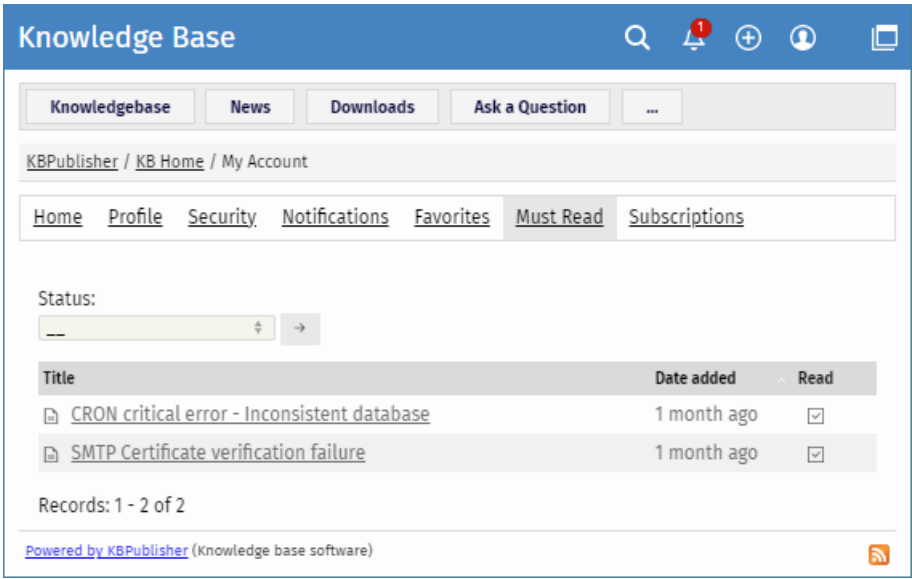 Knowledge Base 1
Knowledgebase News Downloads Ask a Question ...
KBPublisher / KB Home / My Account
Home Profile Security Notifications Favorites Must Read Subscriptions
Status:
__
Title Date added Read
CRON critical error - Inconsistent database 1 month ago
SMTP Certificate verification failure 1 month ago
Records: 1 - 2 of 2
Powered by KBPublisher (Knowledge base software)